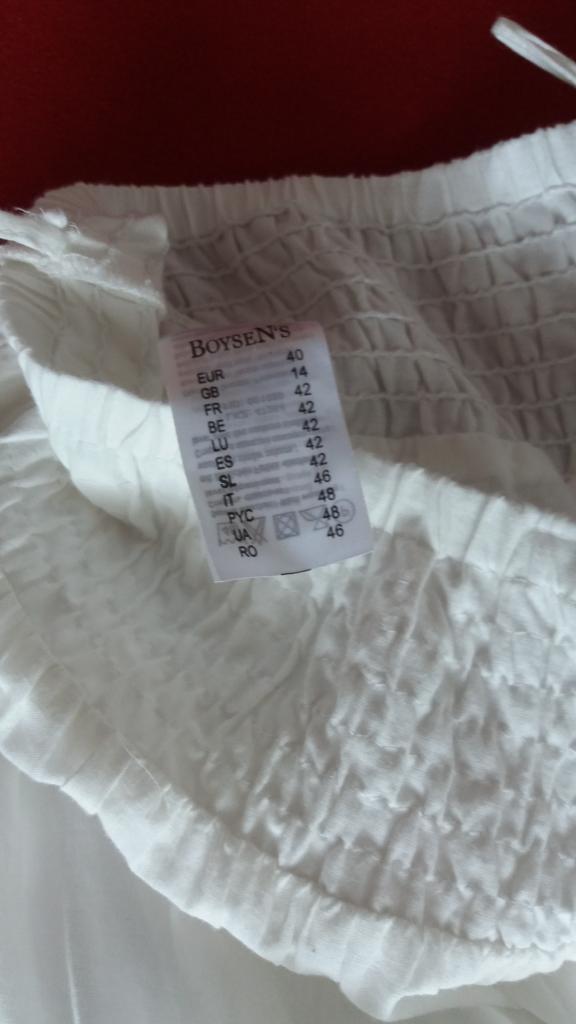 BOYSEN'S
EUR 40
GB 14
FR 42
BE 42
LU 42
ES 42
SL 42
IT 46
PYC 48
UA 48
RO 46